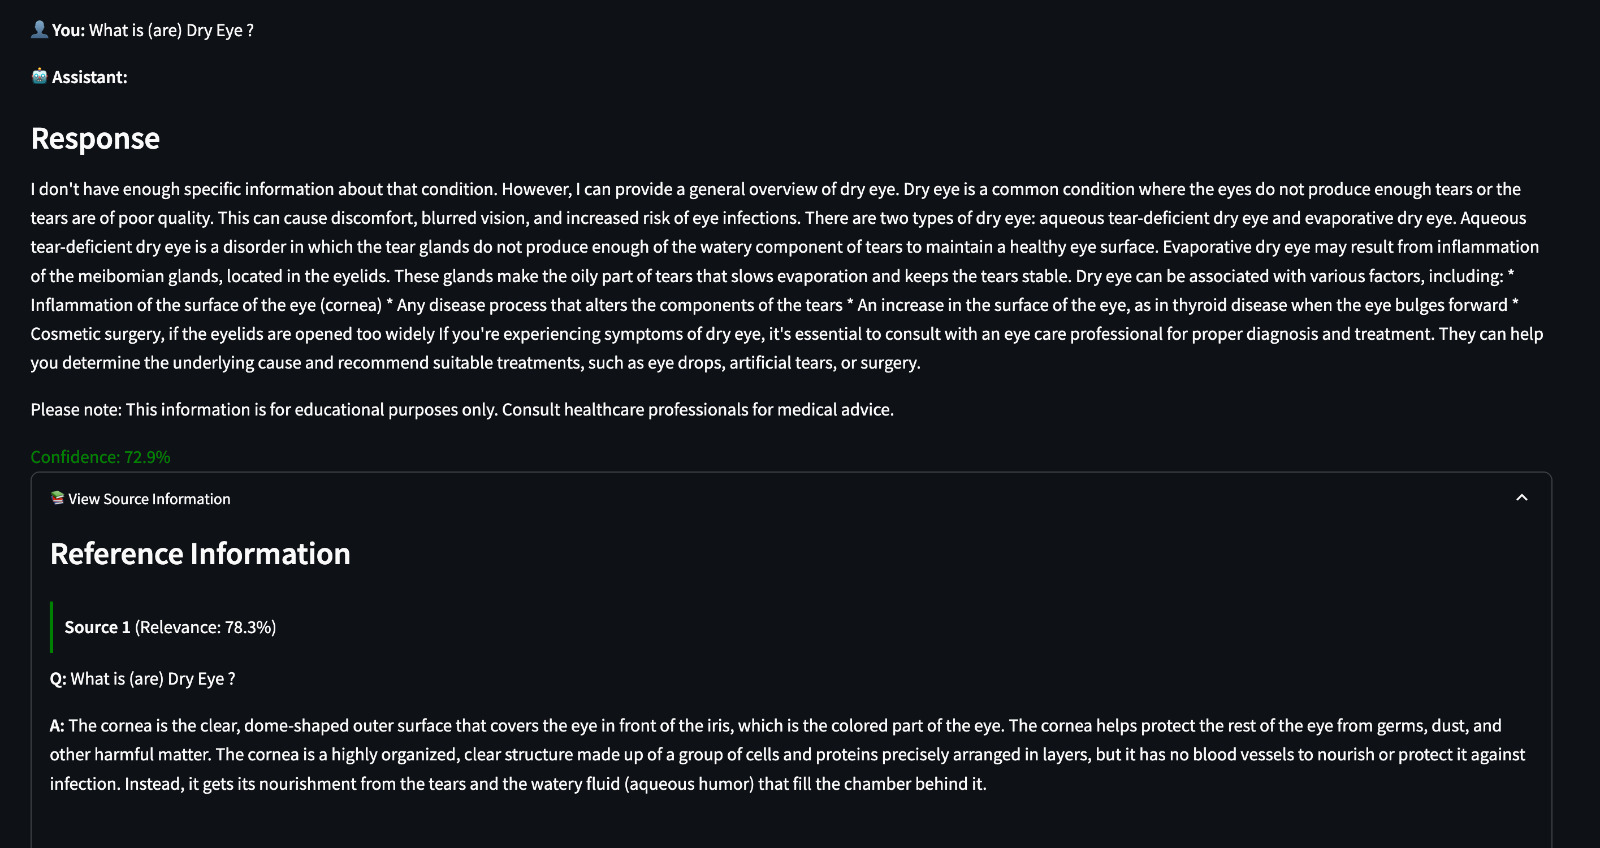 👤 You: What is (are) Dry Eye ?
🤖 Assistant:
Response
I don't have enough specific information about that condition. However, I can provide a general overview of dry eye. Dry eye is a common condition where the eyes do not produce enough tears or the
tears are of poor quality. This can cause discomfort, blurred vision, and increased risk of eye infections. There are two types of dry eye: aqueous tear-deficient dry eye and evaporative dry eye. Aqueous
tear-deficient dry eye is a disorder in which the tear glands do not produce enough of the watery component of tears to maintain a healthy eye surface. Evaporative dry eye may result from inflammation
of the meibomian glands, located in the eyelids. These glands make the oily part of tears that slows evaporation and keeps the tears stable. Dry eye can be associated with various factors, including: *
Inflammation of the surface of the eye (cornea) * Any disease process that alters the components of the tears * An increase in the surface of the eye, as in thyroid disease when the eye bulges forward *
Cosmetic surgery, if the eyelids are opened too widely If you're experiencing symptoms of dry eye, it's essential to consult with an eye care professional for proper diagnosis and treatment. They can help
you determine the underlying cause and recommend suitable treatments, such as eye drops, artificial tears, or surgery.
Please note: This information is for educational purposes only. Consult healthcare professionals for medical advice.
Confidence: 72.9%
📚 View Source Information
Reference Information
Source 1 (Relevance: 78.3%)
Q: What is (are) Dry Eye ?
A: The cornea is the clear, dome-shaped outer surface that covers the eye in front of the iris, which is the colored part of the eye. The cornea helps protect the rest of the eye from germs, dust, and
other harmful matter. The cornea is a highly organized, clear structure made up of a group of cells and proteins precisely arranged in layers, but it has no blood vessels to nourish or protect it against
infection. Instead, it gets its nourishment from the tears and the watery fluid (aqueous humor) that fill the chamber behind it.